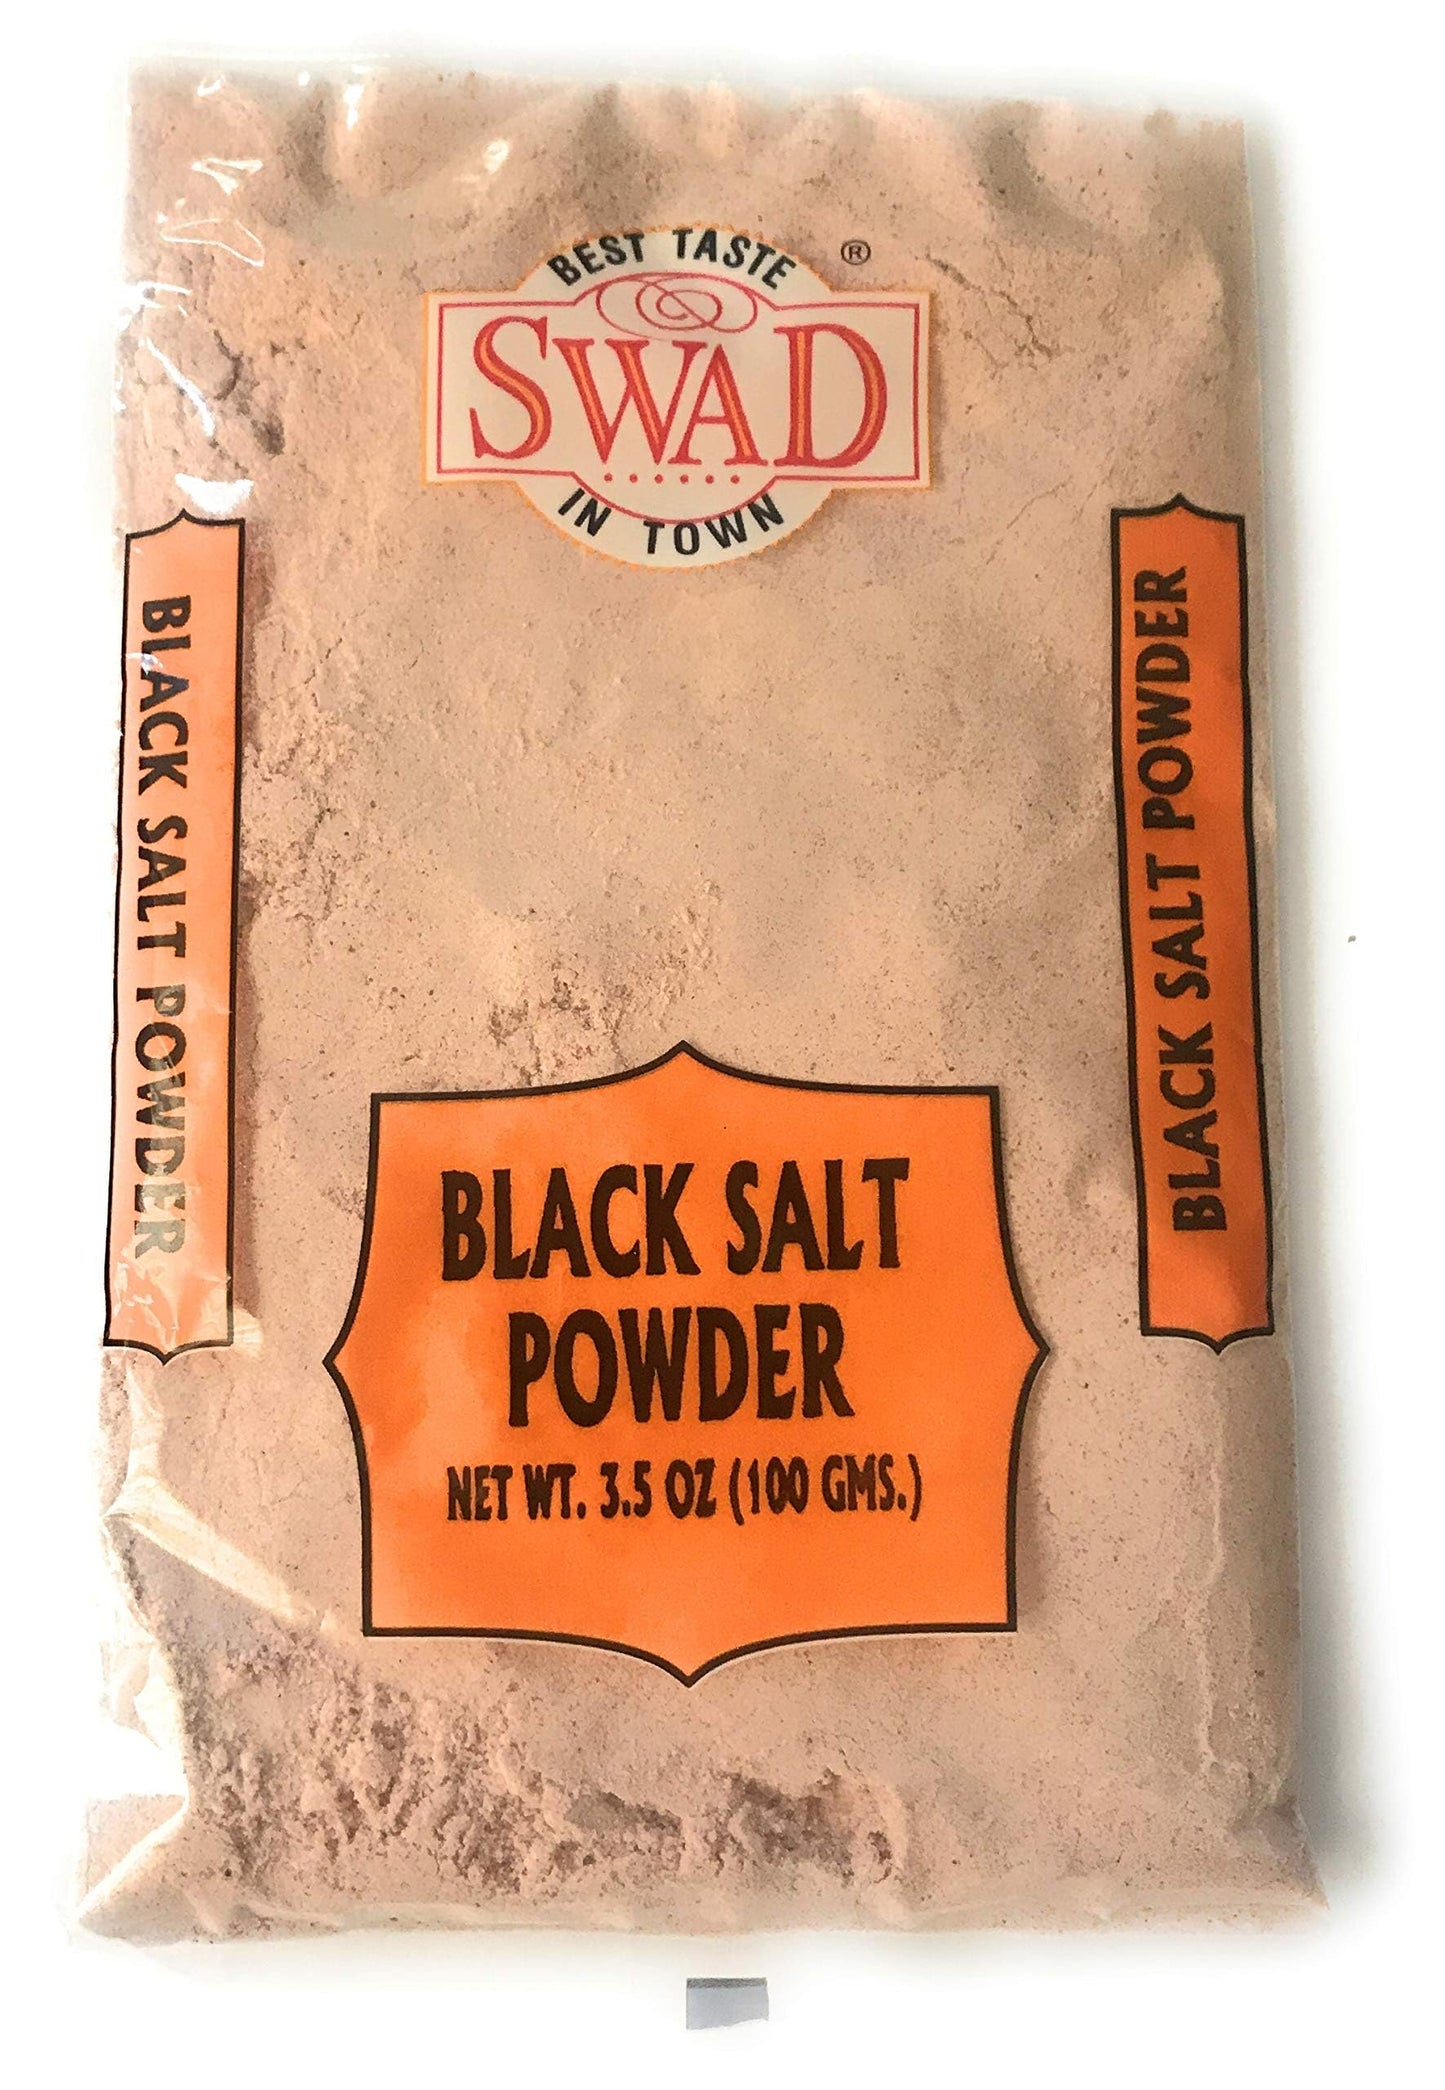 BEST TASTE
®
SWAD
IN TOWN
BLACK SALT POWDER
BLACK SALT POWDER
BLACK SALT
POWDER
NET WT. 3.5 OZ (100 GMS.)